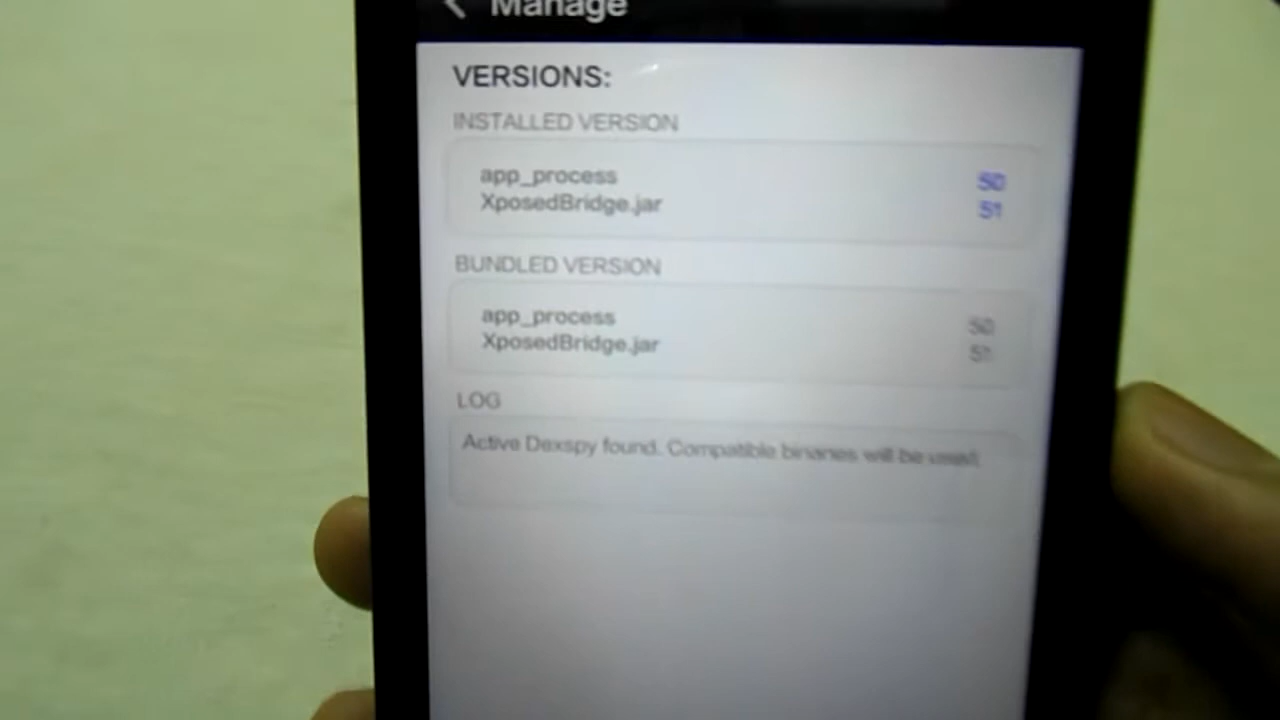 Manage
VERSIONS:
INSTALLED VERSION
app_process 50
XposedBridge.jar 51
BUNDLED VERSION
app_process 50
XposedBridge.jar 51
LOG
Active Dexspy found. Compatible binaries will be used.